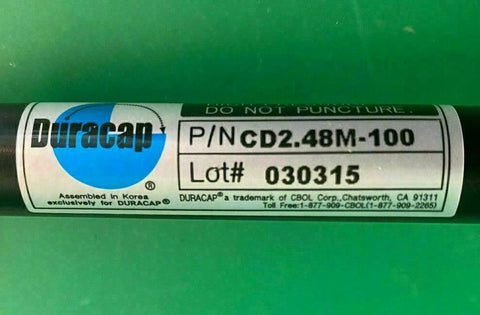 DO NOT PUNCTURE.
Duracap
®
Assembled in Korea
exclusively for DURACAP®
P/N CD2.48M-100
Lot# 030315
DURACAP® a trademark of CBOL Corp., Chatsworth, CA 91311
Toll Free:1-877-909-CBOL(1-877-909-2265)